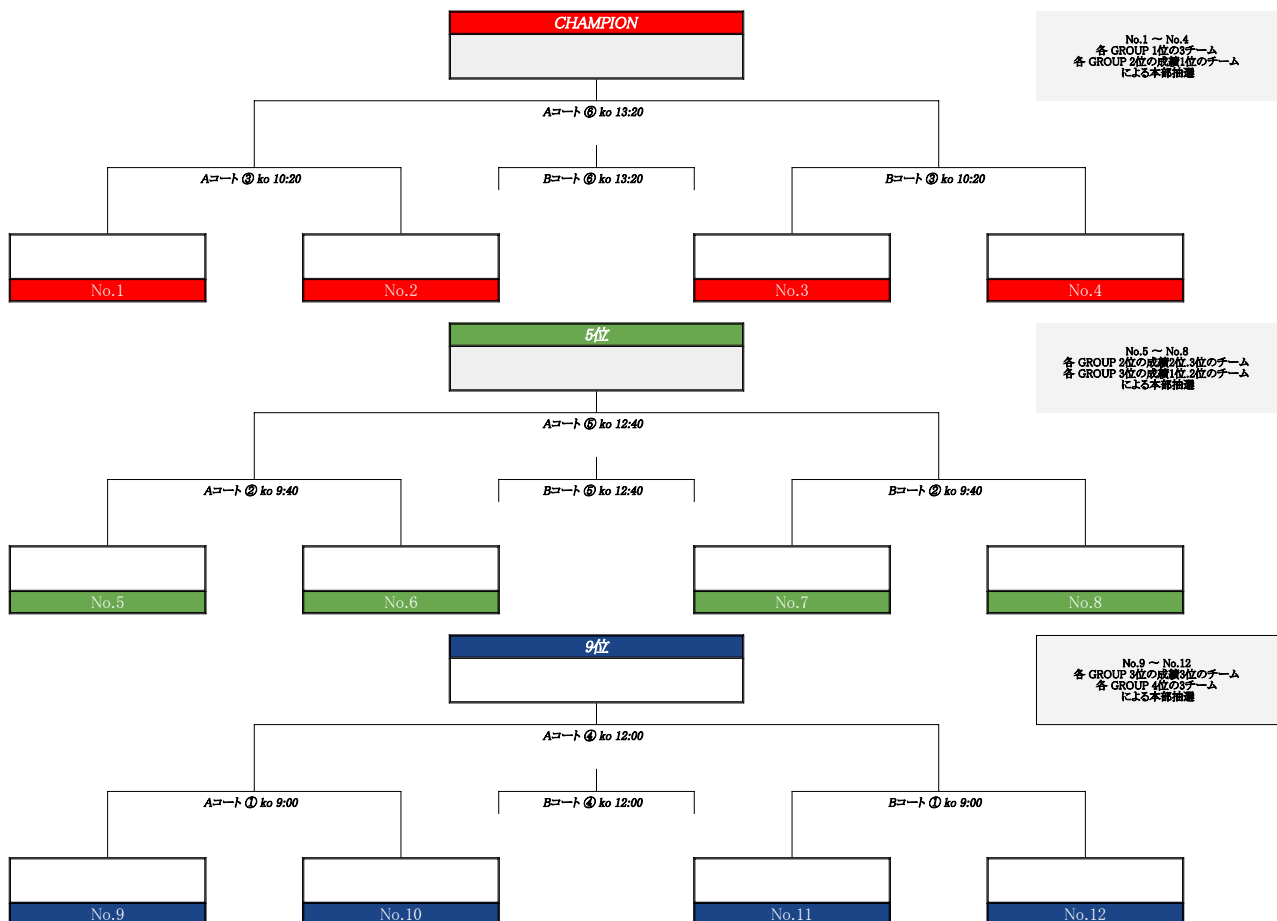 CHAMPION
No.1 ～ No.4
各 GROUP 1位の3チーム
各 GROUP 2位の成績1位のチーム
による本部抽選
Aコート ⑥ ko 13:20
Aコート ③ ko 10:20
Bコート ⑥ ko 13:20
Bコート ③ ko 10:20
No.1
No.2
No.3
No.4
5位
No.5 ～ No.8
各 GROUP 2位の成績2位.3位のチーム
各 GROUP 3位の成績1位.2位のチーム
による本部抽選
Aコート ⑤ ko 12:40
Aコート ② ko 9:40
Bコート ⑤ ko 12:40
Bコート ② ko 9:40
No.5
No.6
No.7
No.8
9位
No.9 ～ No.12
各 GROUP 3位の成績3位のチーム
各 GROUP 4位の3チーム
による本部抽選
Aコート ④ ko 12:00
Aコート ① ko 9:00
Bコート ④ ko 12:00
Bコート ① ko 9:00
No.9
No.10
No.11
No.12